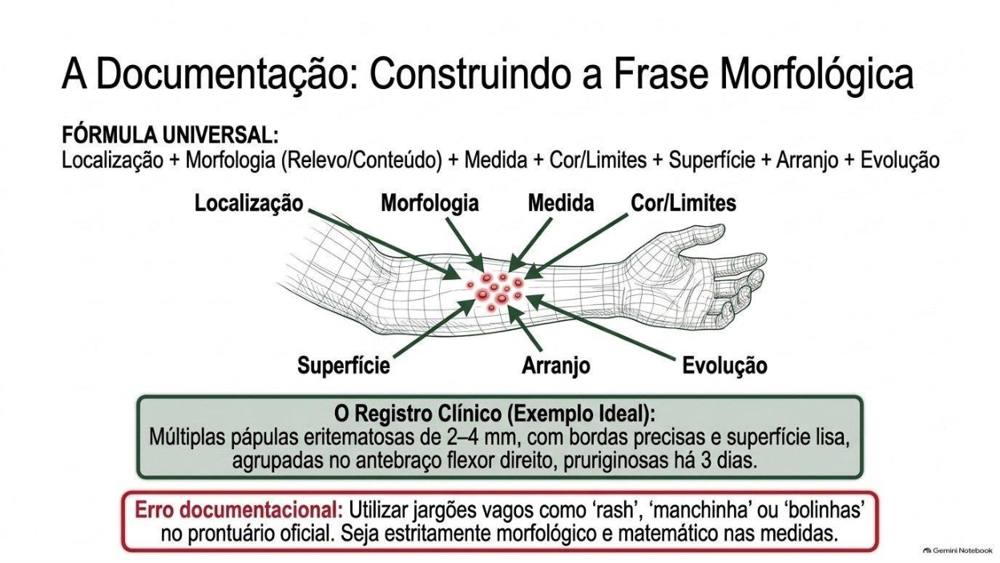 A Documentação: Construindo a Frase Morfológica
FÓRMULA UNIVERSAL:
Localização + Morfologia (Relevo/Conteúdo) + Medida + Cor/Limites + Superfície + Arranjo + Evolução
Localização
Morfologia
Medida
Cor/Limites
Superfície
Arranjo
Evolução
O Registro Clínico (Exemplo Ideal):
Múltiplas pápulas eritematosas de 2–4 mm, com bordas precisas e superfície lisa,
agrupadas no antebraço flexor direito, pruriginosas há 3 dias.
Erro documentacional: Utilizar jargões vagos como ‘rash’, ‘manchinha’ ou ‘bolinhas’
no prontuário oficial. Seja estritamente morfológico e matemático nas medidas.
Gemini Notebook